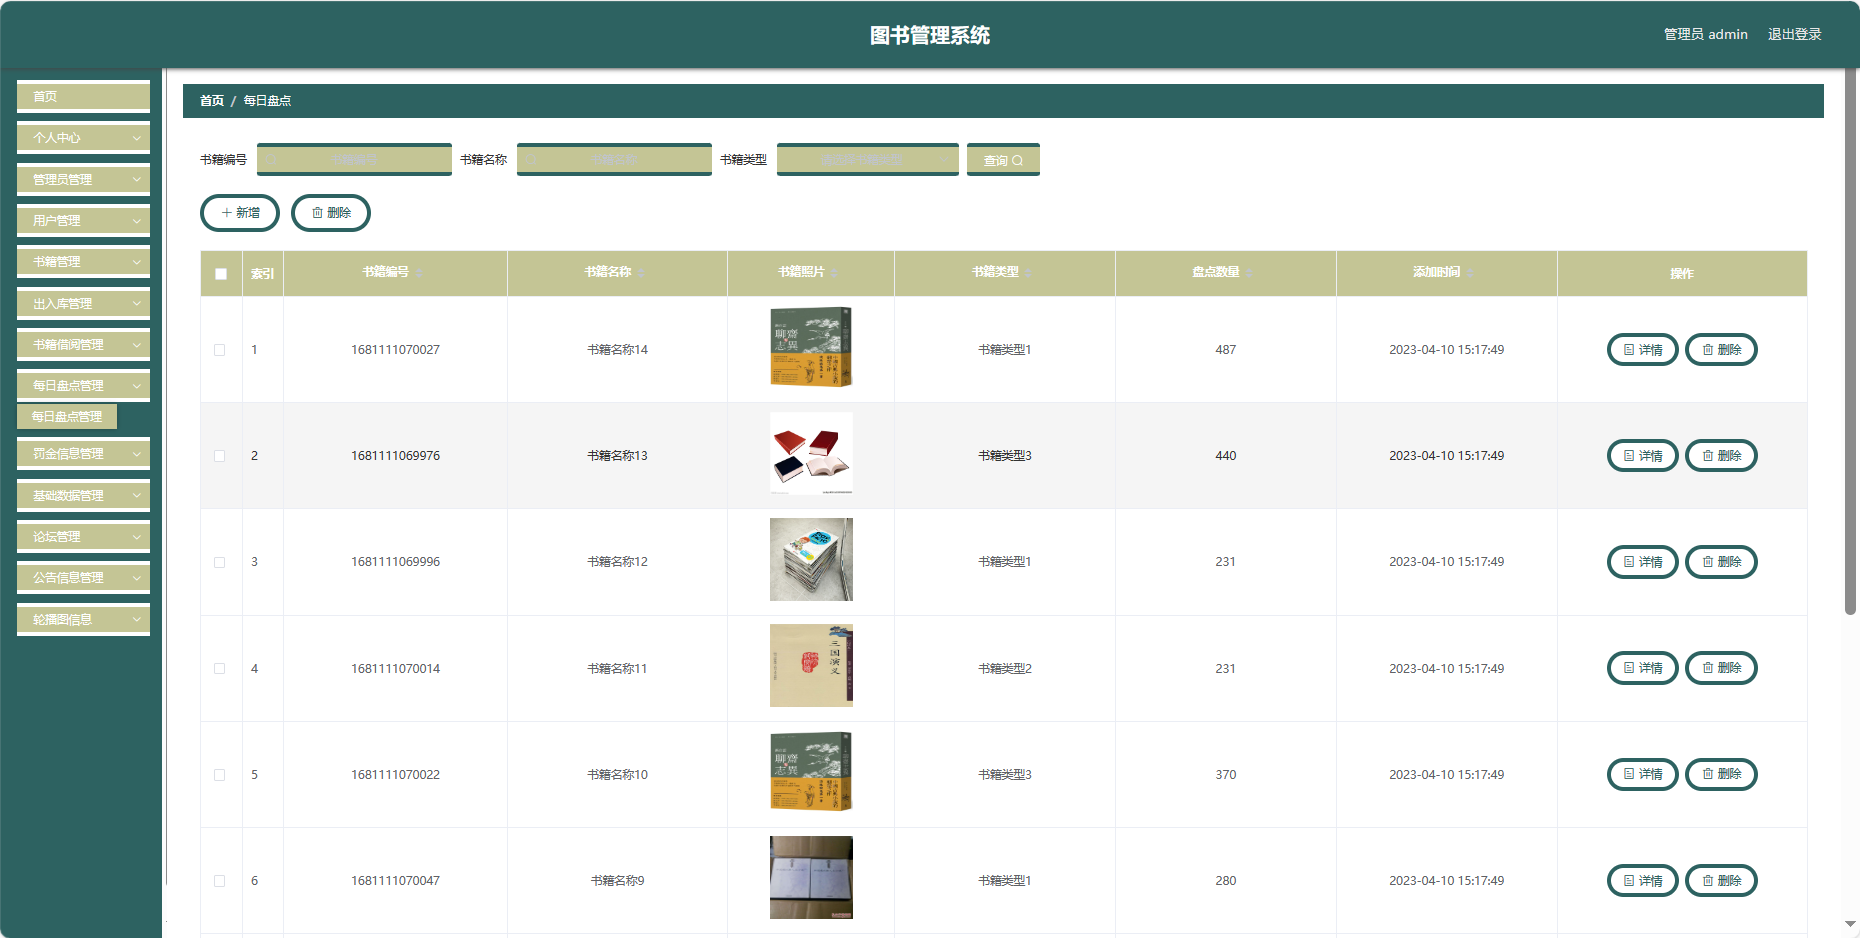 图书管理系统
管理员 admin 退出登录
首页
个人中心
管理员管理
用户管理
书籍管理
出入库管理
书籍借阅管理
每日盘点管理
每日盘点管理
罚金信息管理
基础数据管理
论坛管理
公告信息管理
轮播图信息
首页 / 每日盘点
书籍编号 书籍编号 书籍名称 书籍名称 书籍类型 查询
新增 删除
索引 书籍编号 书籍名称 书籍照片 书籍类型 盘点数量 添加时间 操作
1 1681111070027 书籍名称14 书籍类型1 487 2023-04-10 15:17:49 详情 删除
聊齋
志異
2 1681111069976 书籍名称13 书籍类型3 440 2023-04-10 15:17:49 详情 删除
3 1681111069996 书籍名称12 书籍类型1 231 2023-04-10 15:17:49 详情 删除
4 1681111070014 书籍名称11 书籍类型2 231 2023-04-10 15:17:49 详情 删除
三国演义
5 1681111070022 书籍名称10 书籍类型3 370 2023-04-10 15:17:49 详情 删除
聊齋
志異
6 1681111070047 书籍名称9 书籍类型1 280 2023-04-10 15:17:49 详情 删除